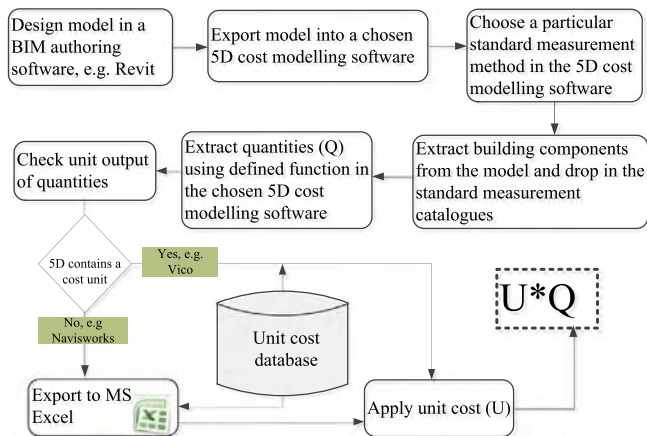 Design model in a
BIM authoring
software, e.g. Revit
Export model into a chosen
5D cost modelling software
Choose a particular
standard measurement
method in the 5D cost
modelling software
Extract building components
from the model and drop in the
standard measurement
catalogues
Extract quantities (Q)
using defined function in
the chosen 5D cost
modelling software
Check unit output
of quantities
5D contains a
cost unit
Yes, e.g.
Vico
No, e.g
Navisworks
Unit cost
database
Export to MS
Excel
Apply unit cost (U)
U*Q